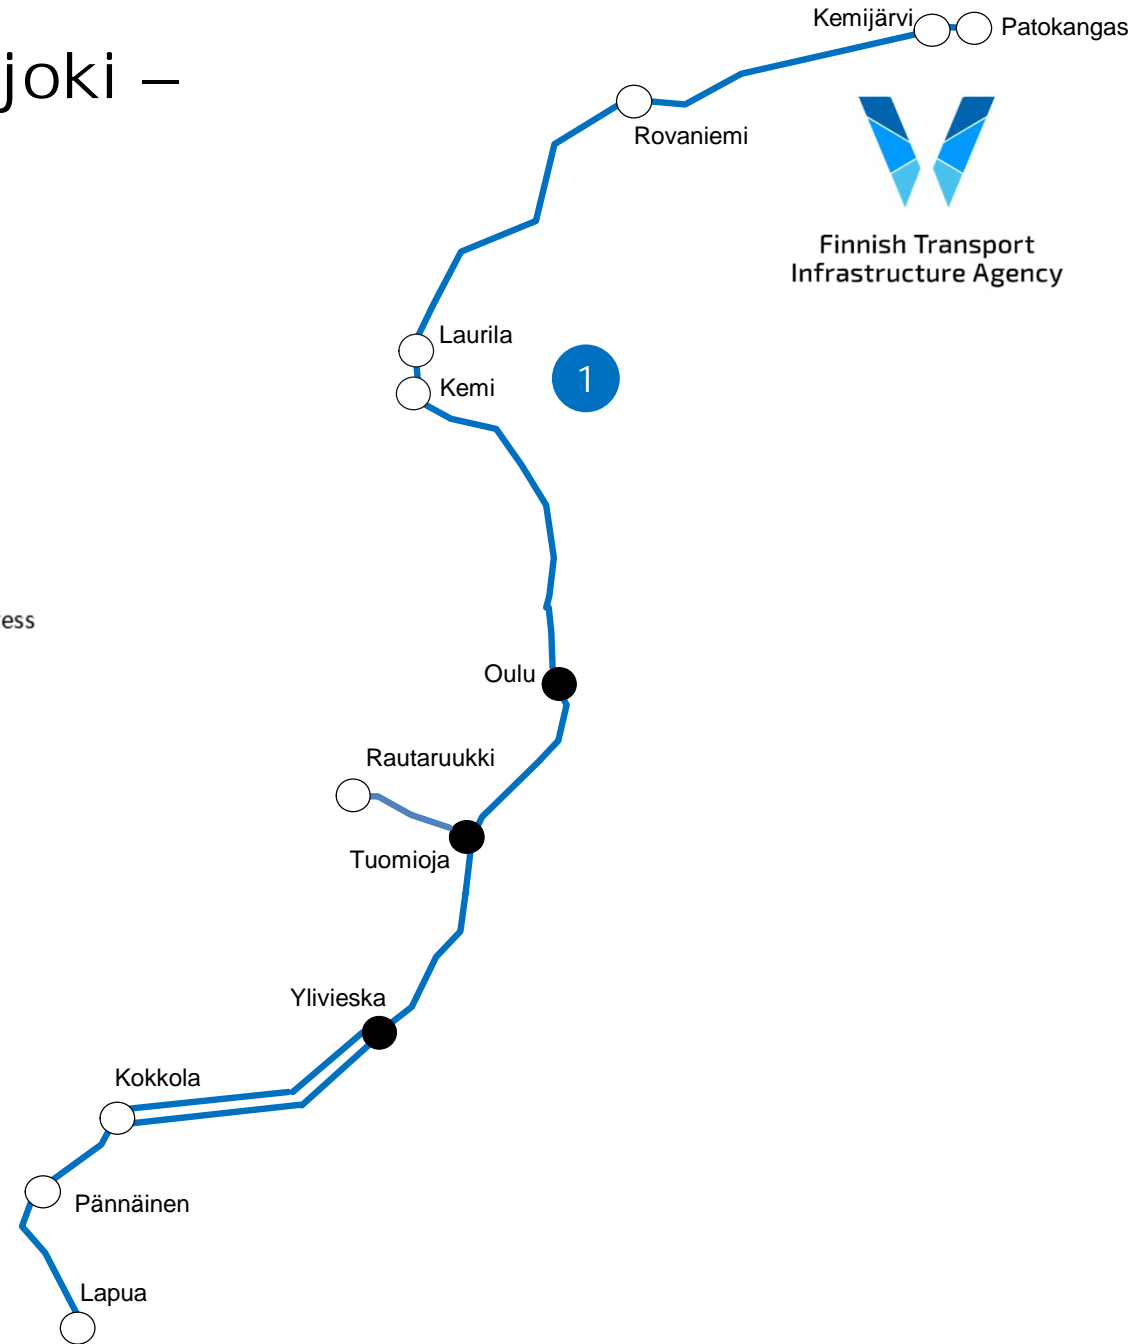 Kemijärvi
Patokangas
joki –
Rovaniemi
Finnish Transport
Infrastructure Agency
Laurila
1
Kemi
ess
Oulu
Rautaruukki
Tuomioja
Ylivieska
Kokkola
Pännäinen
Lapua